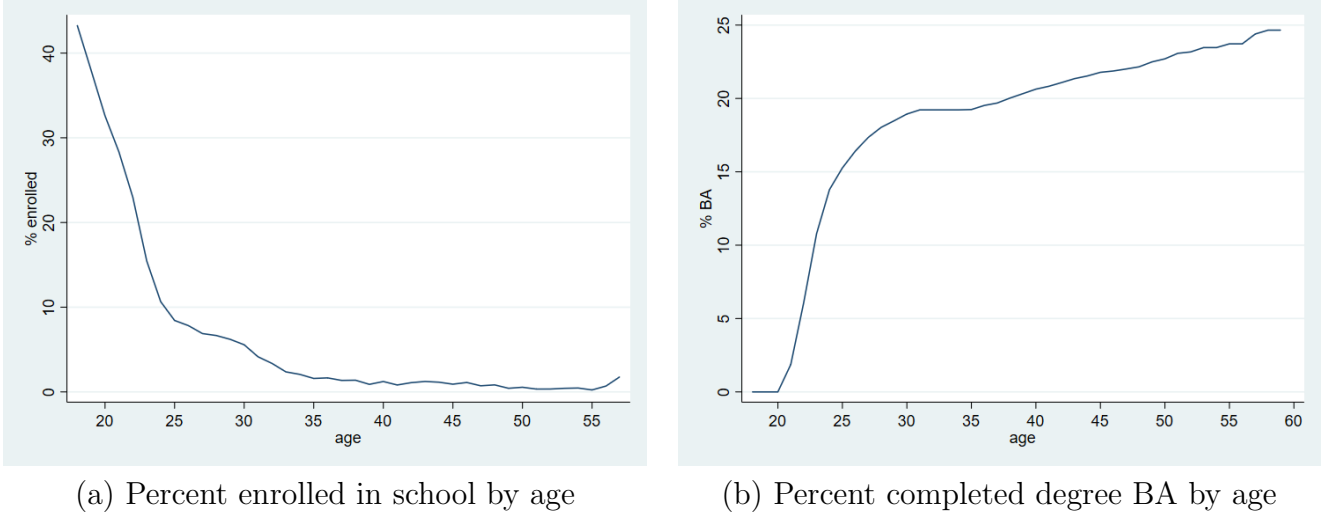 % enrolled
40
30
20
10
0
20 25 30 35 40 45 50 55
age
(a) Percent enrolled in school by age
% BA
25
20
15
10
5
0
20 25 30 35 40 45 50 55 60
age
(b) Percent completed degree BA by age